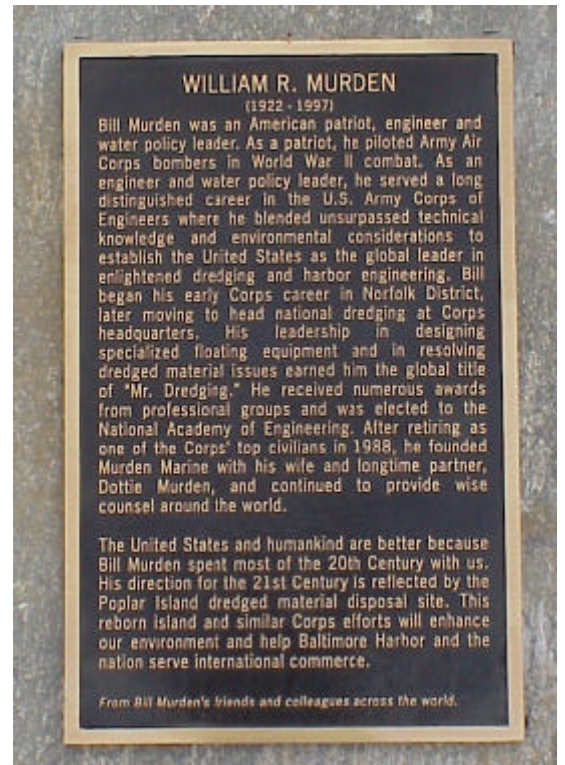 WILLIAM R. MURDEN
(1922 - 1997)
Bill Murden was an American patriot, engineer and
water policy leader. As a patriot, he piloted Army Air
Corps bombers in World War II combat. As an
engineer and water policy leader, he served a long
distinguished career in the U.S. Army Corps of
Engineers where he blended unsurpassed technical
knowledge and environmental considerations to
establish the United States as the global leader in
enlightened dredging and harbor engineering. Bill
began his early Corps career in Norfolk District,
later moving to head national dredging at Corps
headquarters. His leadership in designing
specialized floating equipment and in resolving
dredged material issues earned him the global title
of "Mr. Dredging." He received numerous awards
from professional groups and was elected to the
National Academy of Engineering. After retiring as
one of the Corps' top civilians in 1988, he founded
Murden Marine with his wife and longtime partner,
Dottie Murden, and continued to provide wise
counsel around the world.
The United States and humankind are better because
Bill Murden spent most of the 20th Century with us.
His direction for the 21st Century is reflected by the
Poplar Island dredged material disposal site. This
reborn island and similar Corps efforts will enhance
our environment and help Baltimore Harbor and the
nation serve international commerce.
From Bill Murden's friends and colleagues across the world.